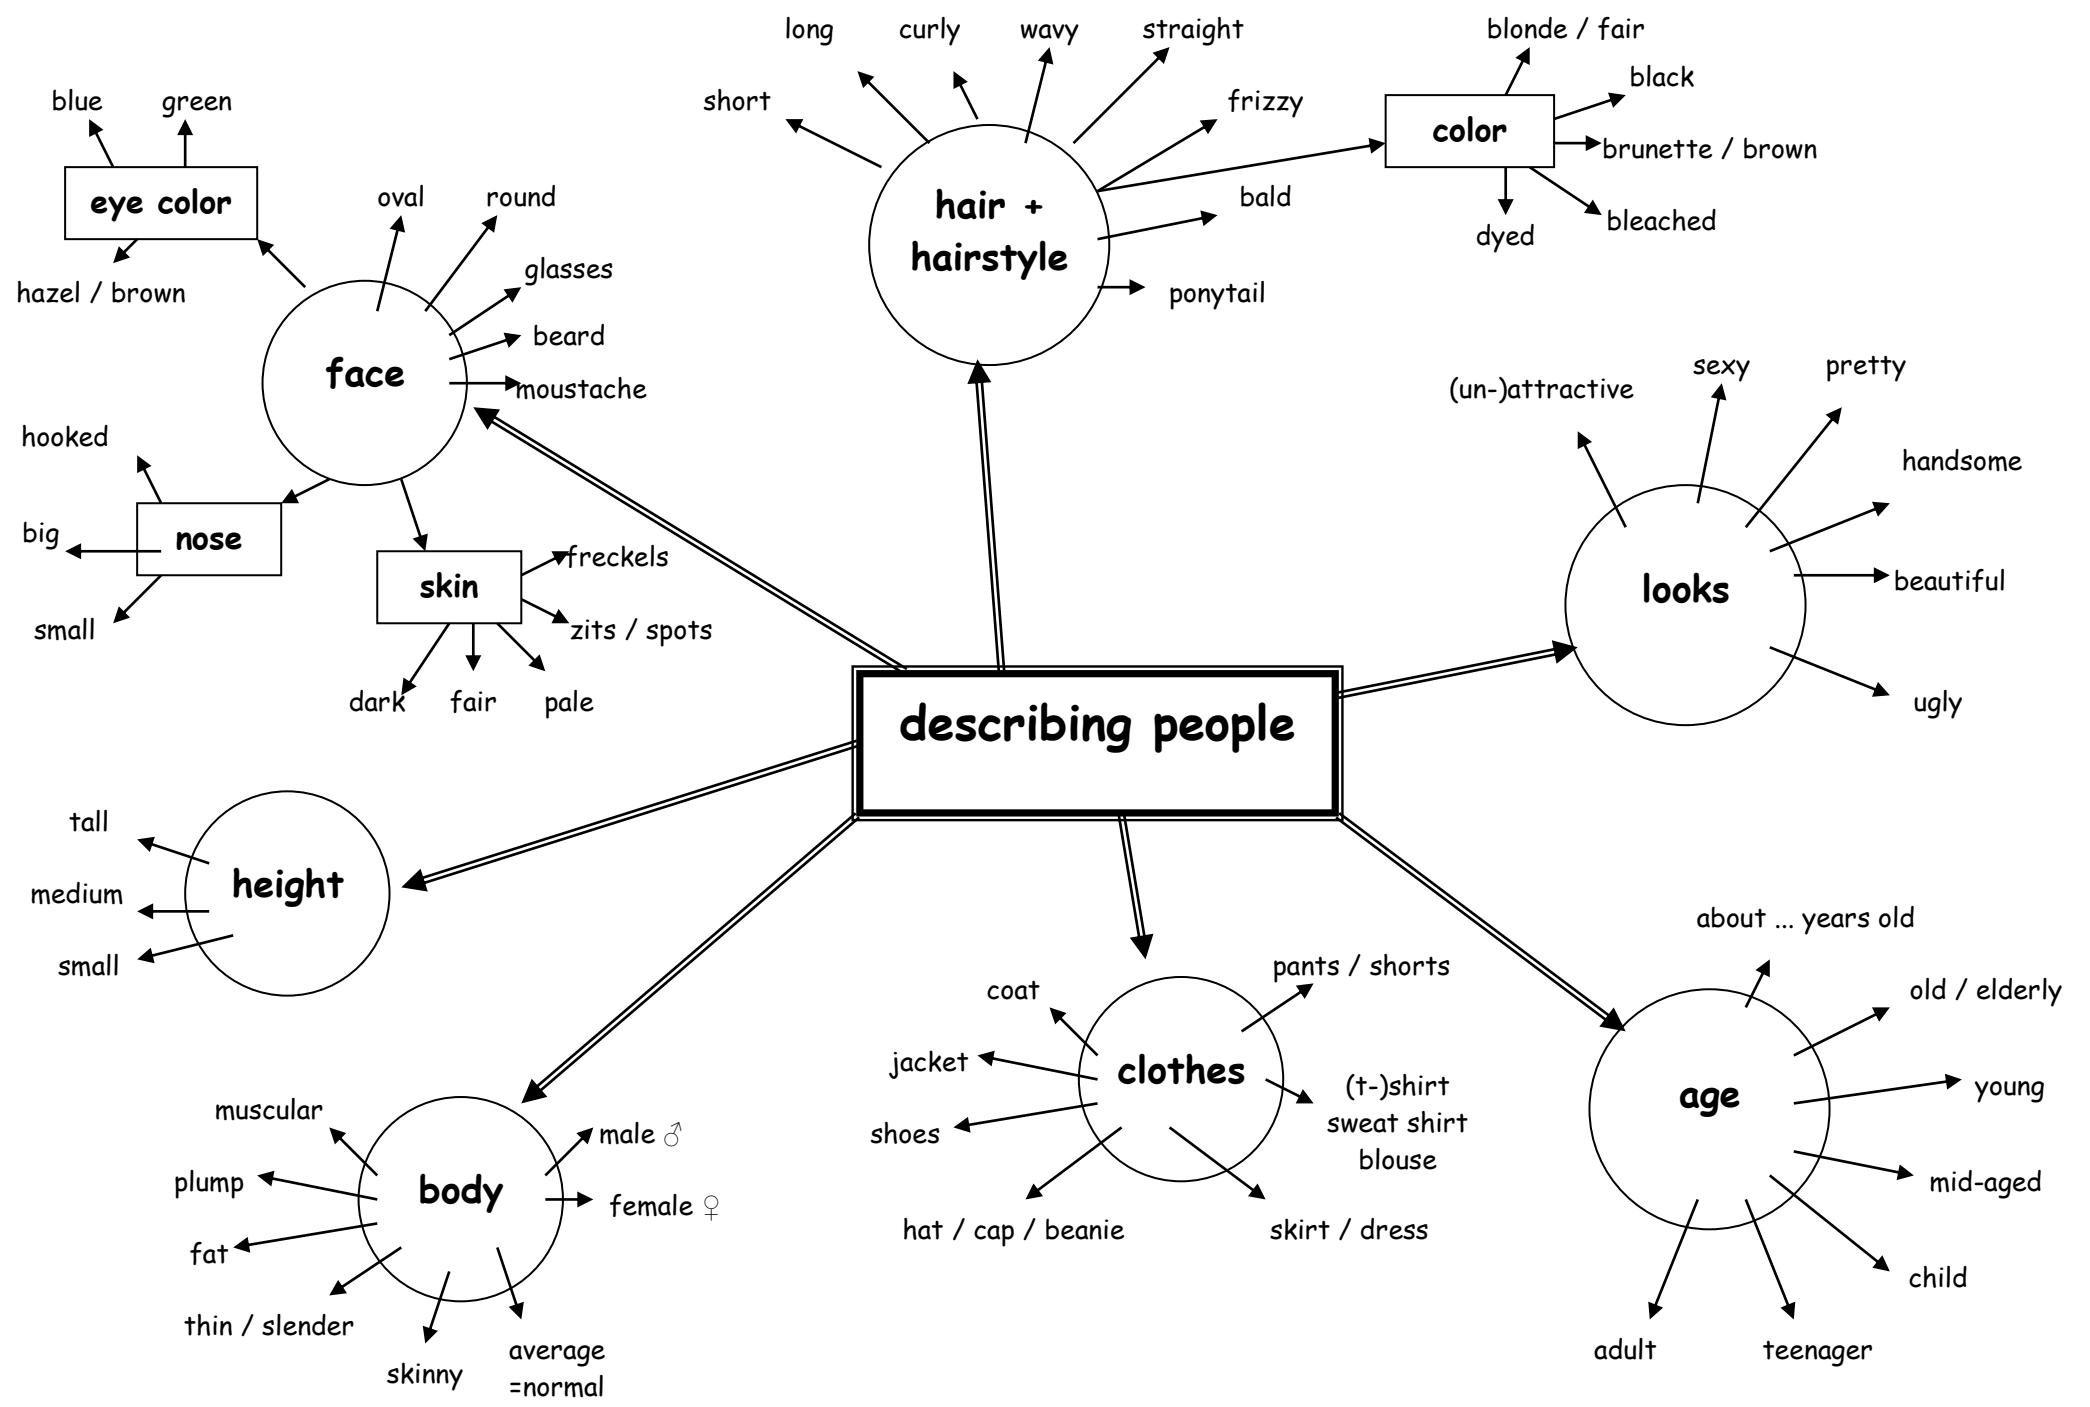 long
curly
wavy
straight
blonde / fair
short
frizzy
black
color
brunette / brown
bald
bleached
dyed
hair +
hairstyle
ponytail
blue
green
eye color
hazel / brown
oval
round
glasses
beard
face
moustache
hooked
big
nose
small
skin
freckels
zits / spots
dark
fair
pale
(un-)attractive
sexy
pretty
handsome
looks
beautiful
ugly
describing people
tall
height
medium
small
muscular
male ♂
plump
body
female ♀
fat
thin / slender
skinny
average
=normal
coat
pants / shorts
jacket
clothes
(t-)shirt
sweat shirt
blouse
shoes
hat / cap / beanie
skirt / dress
about ... years old
old / elderly
age
young
mid-aged
child
adult
teenager